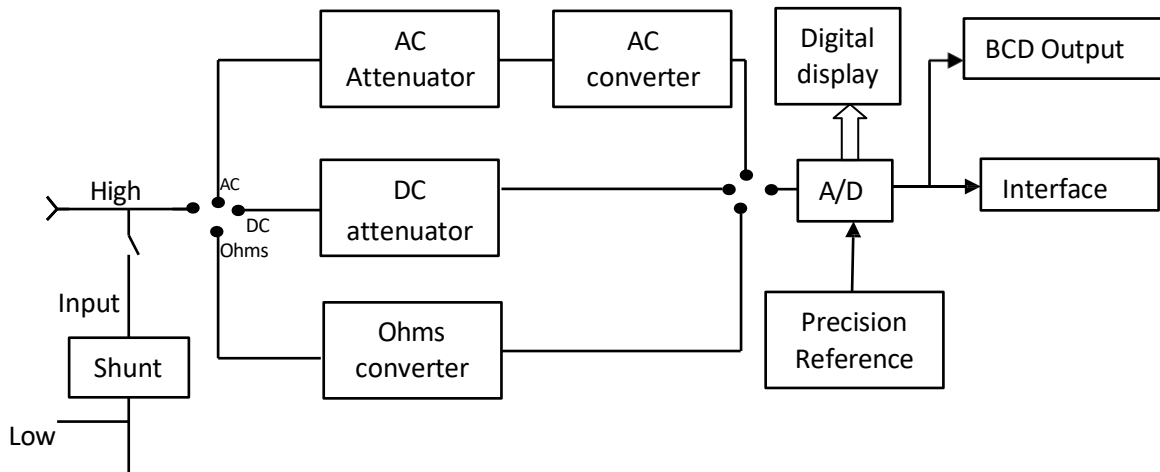 AC
Attenuator
AC
converter
Digital
display
BCD Output
High
AC
DC
Ohms
DC
attenuator
A/D
Interface
Input
Shunt
Low
Ohms
converter
Precision
Reference